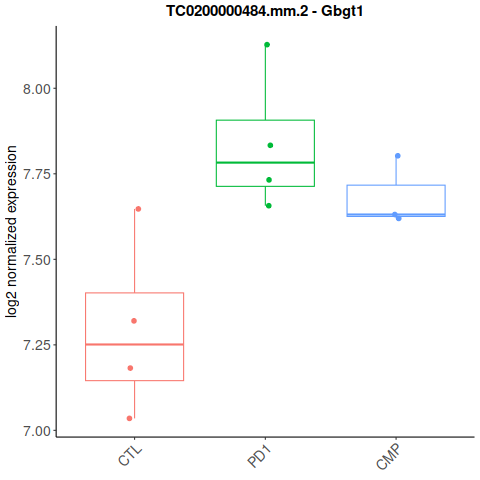 TC0200000484.mm.2 - Gbgt1
log2 normalized expression
8.00
7.75
7.50
7.25
7.00
CTL
PD1
CMP